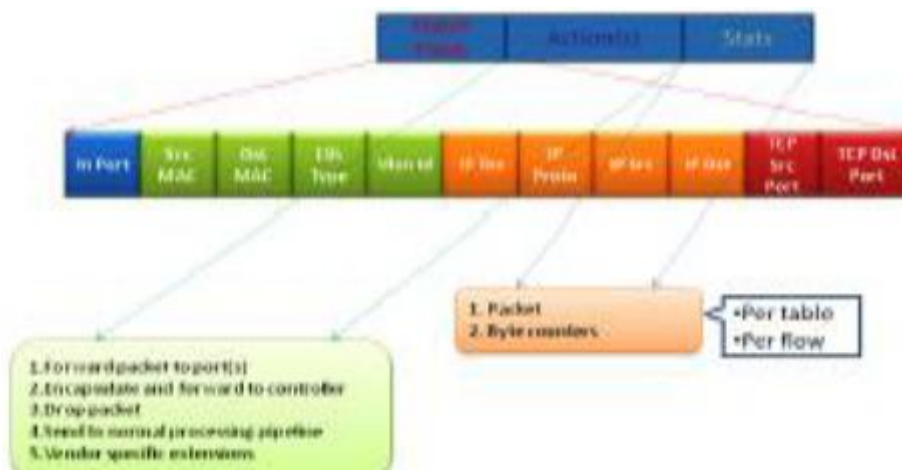 Action(s)
Stats
In Port
Src
MAC
Dst
MAC
Eth
Type
Vlan Id
IP
Proto
IP Src
IP Dst
TCP
Src
Port
TCP Dst
Port
1. Packet
2. Byte counters
•Per table
•Per flow
1.Forward packet to port(s)
2.Encapsulate and forward to controller
3.Drop packet
4.Send to normal processing pipeline
5.Vendor specific extensions